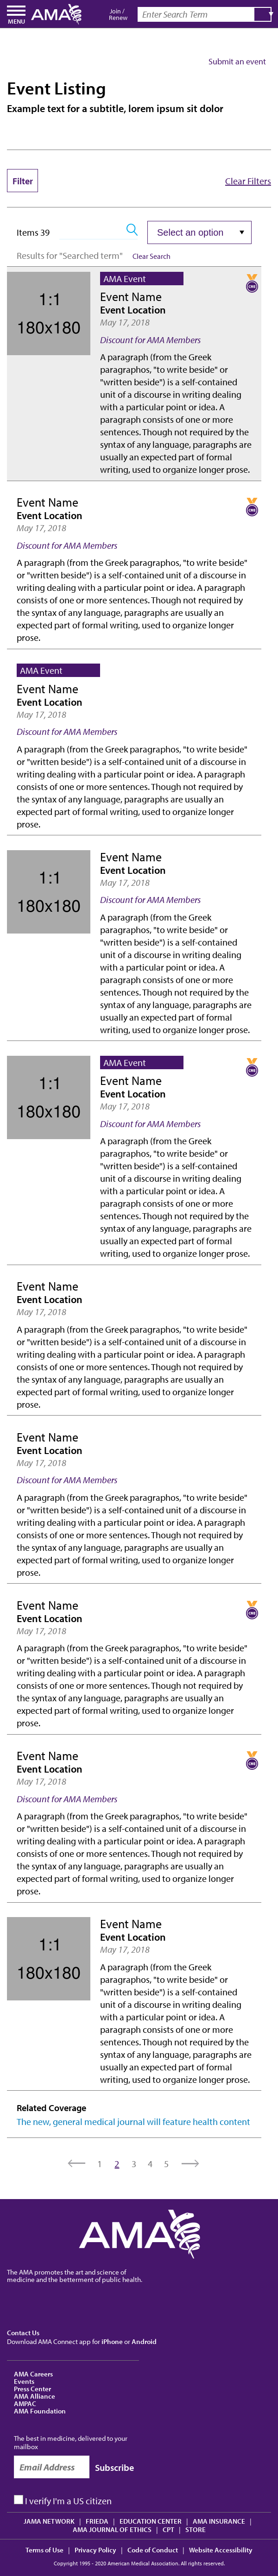 MENU
AMA
Join /
Renew
Enter Search Term
Submit an event
Event Listing
Example text for a subtitle, lorem ipsum sit dolor
Filter
Clear Filters
Items 39
Select an option
Results for "Searched term"
Clear Search
1:1
180x180
AMA Event
CME
Event Name
Event Location
May 17, 2018
Discount for AMA Members
A paragraph (from the Greek
paragraphos, "to write beside" or
"written beside") is a self-contained
unit of a discourse in writing dealing
with a particular point or idea. A
paragraph consists of one or more
sentences. Though not required by the
syntax of any language, paragraphs are
usually an expected part of formal
writing, used to organize longer prose.
Event Name
CME
Event Location
May 17, 2018
Discount for AMA Members
A paragraph (from the Greek paragraphos, "to write beside"
or "written beside") is a self-contained unit of a discourse in
writing dealing with a particular point or idea. A paragraph
consists of one or more sentences. Though not required by
the syntax of any language, paragraphs are usually an
expected part of formal writing, used to organize longer
prose.
AMA Event
Event Name
Event Location
May 17, 2018
Discount for AMA Members
A paragraph (from the Greek paragraphos, "to write beside"
or "written beside") is a self-contained unit of a discourse in
writing dealing with a particular point or idea. A paragraph
consists of one or more sentences. Though not required by
the syntax of any language, paragraphs are usually an
expected part of formal writing, used to organize longer
prose.
1:1
180x180
Event Name
Event Location
May 17, 2018
Discount for AMA Members
A paragraph (from the Greek
paragraphos, "to write beside" or
"written beside") is a self-contained
unit of a discourse in writing dealing
with a particular point or idea. A
paragraph consists of one or more
sentences. Though not required by the
syntax of any language, paragraphs are
usually an expected part of formal
writing, used to organize longer prose.
1:1
180x180
AMA Event
CME
Event Name
Event Location
May 17, 2018
Discount for AMA Members
A paragraph (from the Greek
paragraphos, "to write beside" or
"written beside") is a self-contained
unit of a discourse in writing dealing
with a particular point or idea. A
paragraph consists of one or more
sentences. Though not required by the
syntax of any language, paragraphs are
usually an expected part of formal
writing, used to organize longer prose.
Event Name
Event Location
May 17, 2018
A paragraph (from the Greek paragraphos, "to write beside"
or "written beside") is a self-contained unit of a discourse in
writing dealing with a particular point or idea. A paragraph
consists of one or more sentences. Though not required by
the syntax of any language, paragraphs are usually an
expected part of formal writing, used to organize longer
prose.
Event Name
Event Location
May 17, 2018
Discount for AMA Members
A paragraph (from the Greek paragraphos, "to write beside"
or "written beside") is a self-contained unit of a discourse in
writing dealing with a particular point or idea. A paragraph
consists of one or more sentences. Though not required by
the syntax of any language, paragraphs are usually an
expected part of formal writing, used to organize longer
prose.
Event Name
CME
Event Location
May 17, 2018
A paragraph (from the Greek paragraphos, "to write beside"
or "written beside") is a self-contained unit of a discourse in
writing dealing with a particular point or idea. A paragraph
consists of one or more sentences. Though not required by
the syntax of any language, paragraphs are usually an
expected part of formal writing, used to organize longer
prose.
Event Name
CME
Event Location
May 17, 2018
Discount for AMA Members
A paragraph (from the Greek paragraphos, "to write beside"
or "written beside") is a self-contained unit of a discourse in
writing dealing with a particular point or idea. A paragraph
consists of one or more sentences. Though not required by
the syntax of any language, paragraphs are usually an
expected part of formal writing, used to organize longer
prose.
1:1
180x180
Event Name
Event Location
May 17, 2018
A paragraph (from the Greek
paragraphos, "to write beside" or
"written beside") is a self-contained
unit of a discourse in writing dealing
with a particular point or idea. A
paragraph consists of one or more
sentences. Though not required by the
syntax of any language, paragraphs are
usually an expected part of formal
writing, used to organize longer prose.
Related Coverage
The new, general medical journal will feature health content
1 2 3 4 5
AMA
The AMA promotes the art and science of
medicine and the betterment of public health.
Contact Us
Download AMA Connect app for iPhone or Android
AMA Careers
Events
Press Center
AMA Alliance
AMPAC
AMA Foundation
The best in medicine, delivered to your
mailbox
Email Address
Subscribe
I verify I'm a US citizen
JAMA NETWORK | FRIEDA | EDUCATION CENTER | AMA INSURANCE |
AMA JOURNAL OF ETHICS | CPT | STORE
Terms of Use | Privacy Policy | Code of Conduct | Website Accessibility
Copyright 1995 - 2020 American Medical Association. All rights reserved.